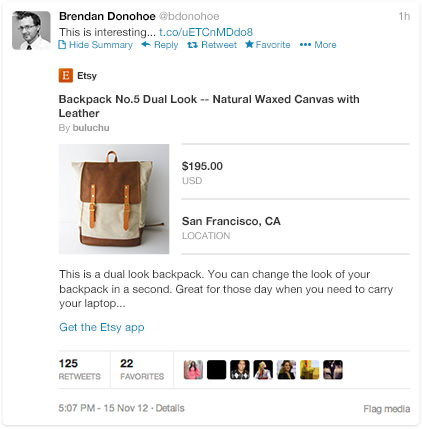 Brendan Donohoe @bdonohoe 1h
This is interesting... t.co/uETCnMDdo8
Hide Summary Reply Retweet Favorite ••• More
Etsy
Backpack No.5 Dual Look -- Natural Waxed Canvas with
Leather
By buluchu
$195.00
USD
San Francisco, CA
LOCATION
This is a dual look backpack. You can change the look of your
backpack in a second. Great for those day when you need to carry
your laptop...
Get the Etsy app
125 22
RETWEETS FAVORITES
5:07 PM - 15 Nov 12 · Details Flag media